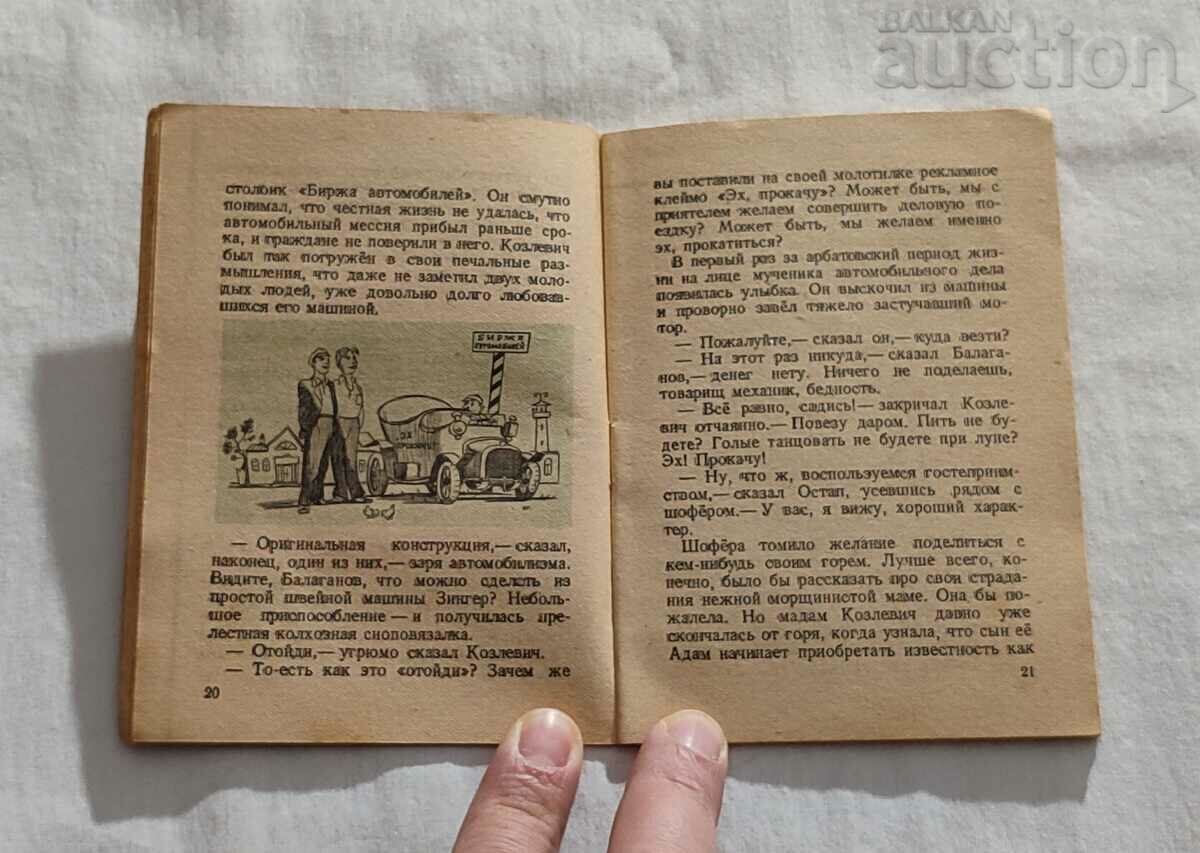 BALKAN
auction
столбик «Биржа автомобилей». Он смутно
понимал, что честная жизнь не удалась, что
автомобильный мессия прибыл раньше сро-
ка, и граждане не поверили в него. Козлевич
был так погружён в свои печальные раз-
мышления, что даже не заметил двух моло-
дых людей, уже довольно долго любовав-
шихся его машиной.
БИРЖА
АВТОМОБИЛЕЙ
ЭХ
ПРОКАЧУ!
— Оригинальная конструкция,— сказал,
наконец, один из них,— заря автомобилизма.
Видите, Балаганов, что можно сделать из
простой швейной машины Зингер? Неболь-
шое приспособление — и получилась пре-
лестная колхозная сноповязалка.
— Отойди,— угрюмо сказал Козлевич.
— То-есть как это «отойди»? Зачем же
20
вы поставили на своей молотилке рекламное
клеймо «Эх, прокачу»? Может быть, мы с
приятелем желаем совершить деловую по-
ездку? Может быть, мы желаем именно
эх, прокатиться?
В первый раз за арбатовский период жиз-
ни на лице мученика автомобильного дела
появилась улыбка. Он выскочил из машины
и проворно завёл тяжело застучавший мо-
тор.
— Пожалуйте,— сказал он,— куда везти?
— На этот раз никуда,— сказал Балага-
нов,— денег нету. Ничего не поделаешь,
товарищ механик, бедность.
— Всё равно, садись!— закричал Козле-
вич отчаянно.— Повезу даром. Пить не бу-
дете? Голые танцовать не будете при луне?
Эх! Прокачу!
— Ну, что ж, воспользуемся гостеприим-
ством,— сказал Остап, усевшись рядом с
шофёром.— У вас, я вижу, хороший харак-
тер.
Шофёра томило желание поделиться с
кем-нибудь своим горем. Лучше всего, ко-
нечно, было бы рассказать про свои страда-
ния нежной морщинистой маме. Она бы по-
жалела. Но мадам Козлевич давно уже
скончалась от горя, когда узнала, что сын её
Адам начинает приобретать известность как
21